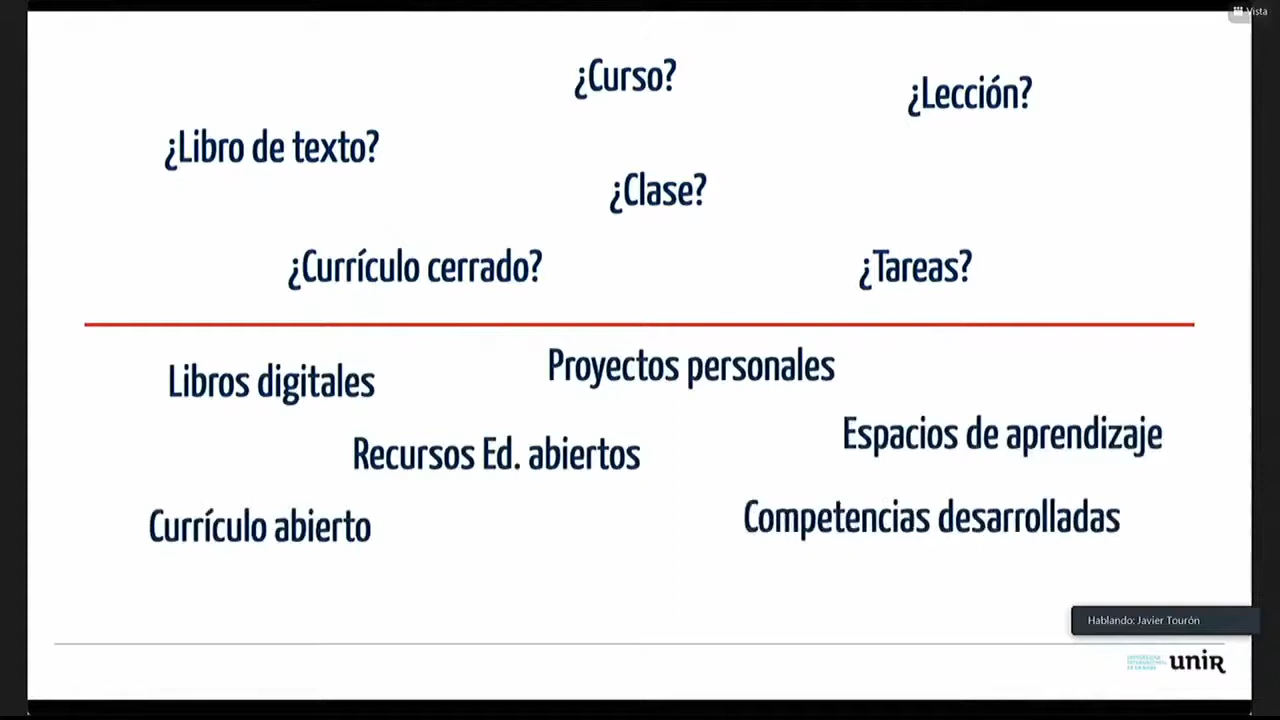 Vista
¿Curso?
¿Lección?
¿Libro de texto?
¿Clase?
¿Currículo cerrado?
¿Tareas?
Proyectos personales
Libros digitales
Espacios de aprendizaje
Recursos Ed. abiertos
Competencias desarrolladas
Currículo abierto
Hablando: Javier Tourón
unir